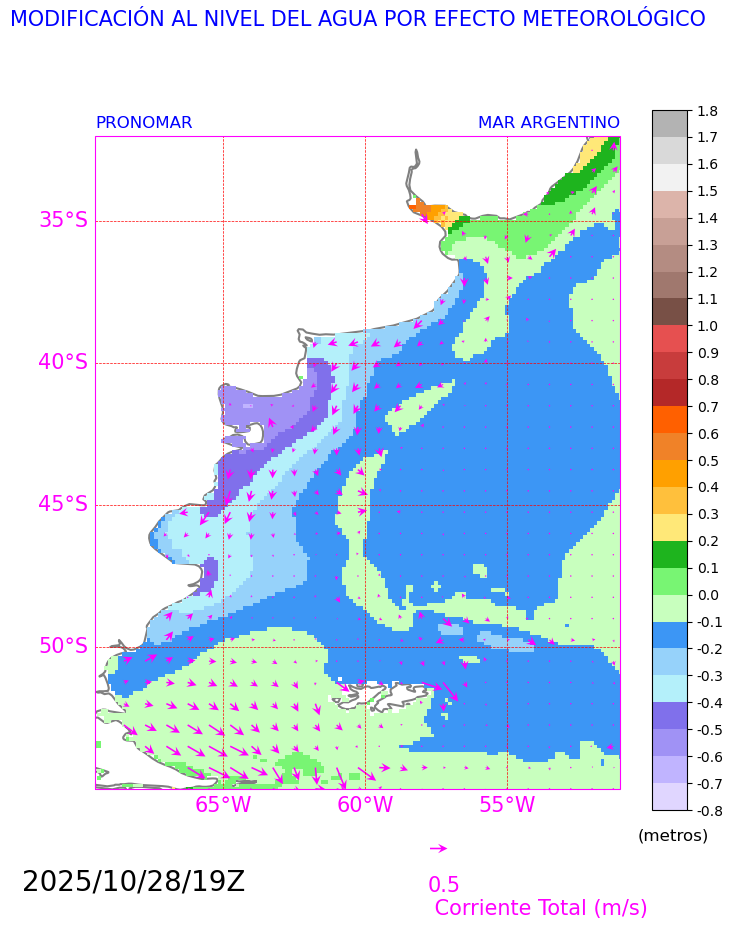 MODIFICACIÓN AL NIVEL DEL AGUA POR EFECTO METEOROLÓGICO
PRONOMAR
MAR ARGENTINO
35°S
40°S
45°S
50°S
65°W
60°W
55°W
1.8
1.7
1.6
1.5
1.4
1.3
1.2
1.1
1.0
0.9
0.8
0.7
0.6
0.5
0.4
0.3
0.2
0.1
0.0
-0.1
-0.2
-0.3
-0.4
-0.5
-0.6
-0.7
-0.8
(metros)
2025/10/28/19Z
0.5
Corriente Total (m/s)